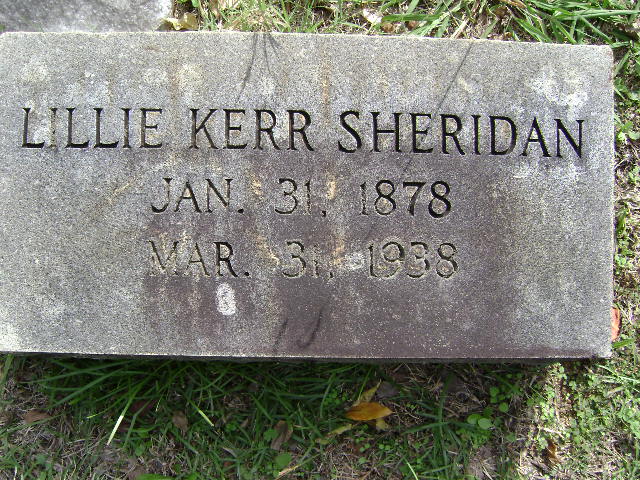 LILLIE KERR SHERIDAN
JAN. 31, 1878
MAR. 31, 1938